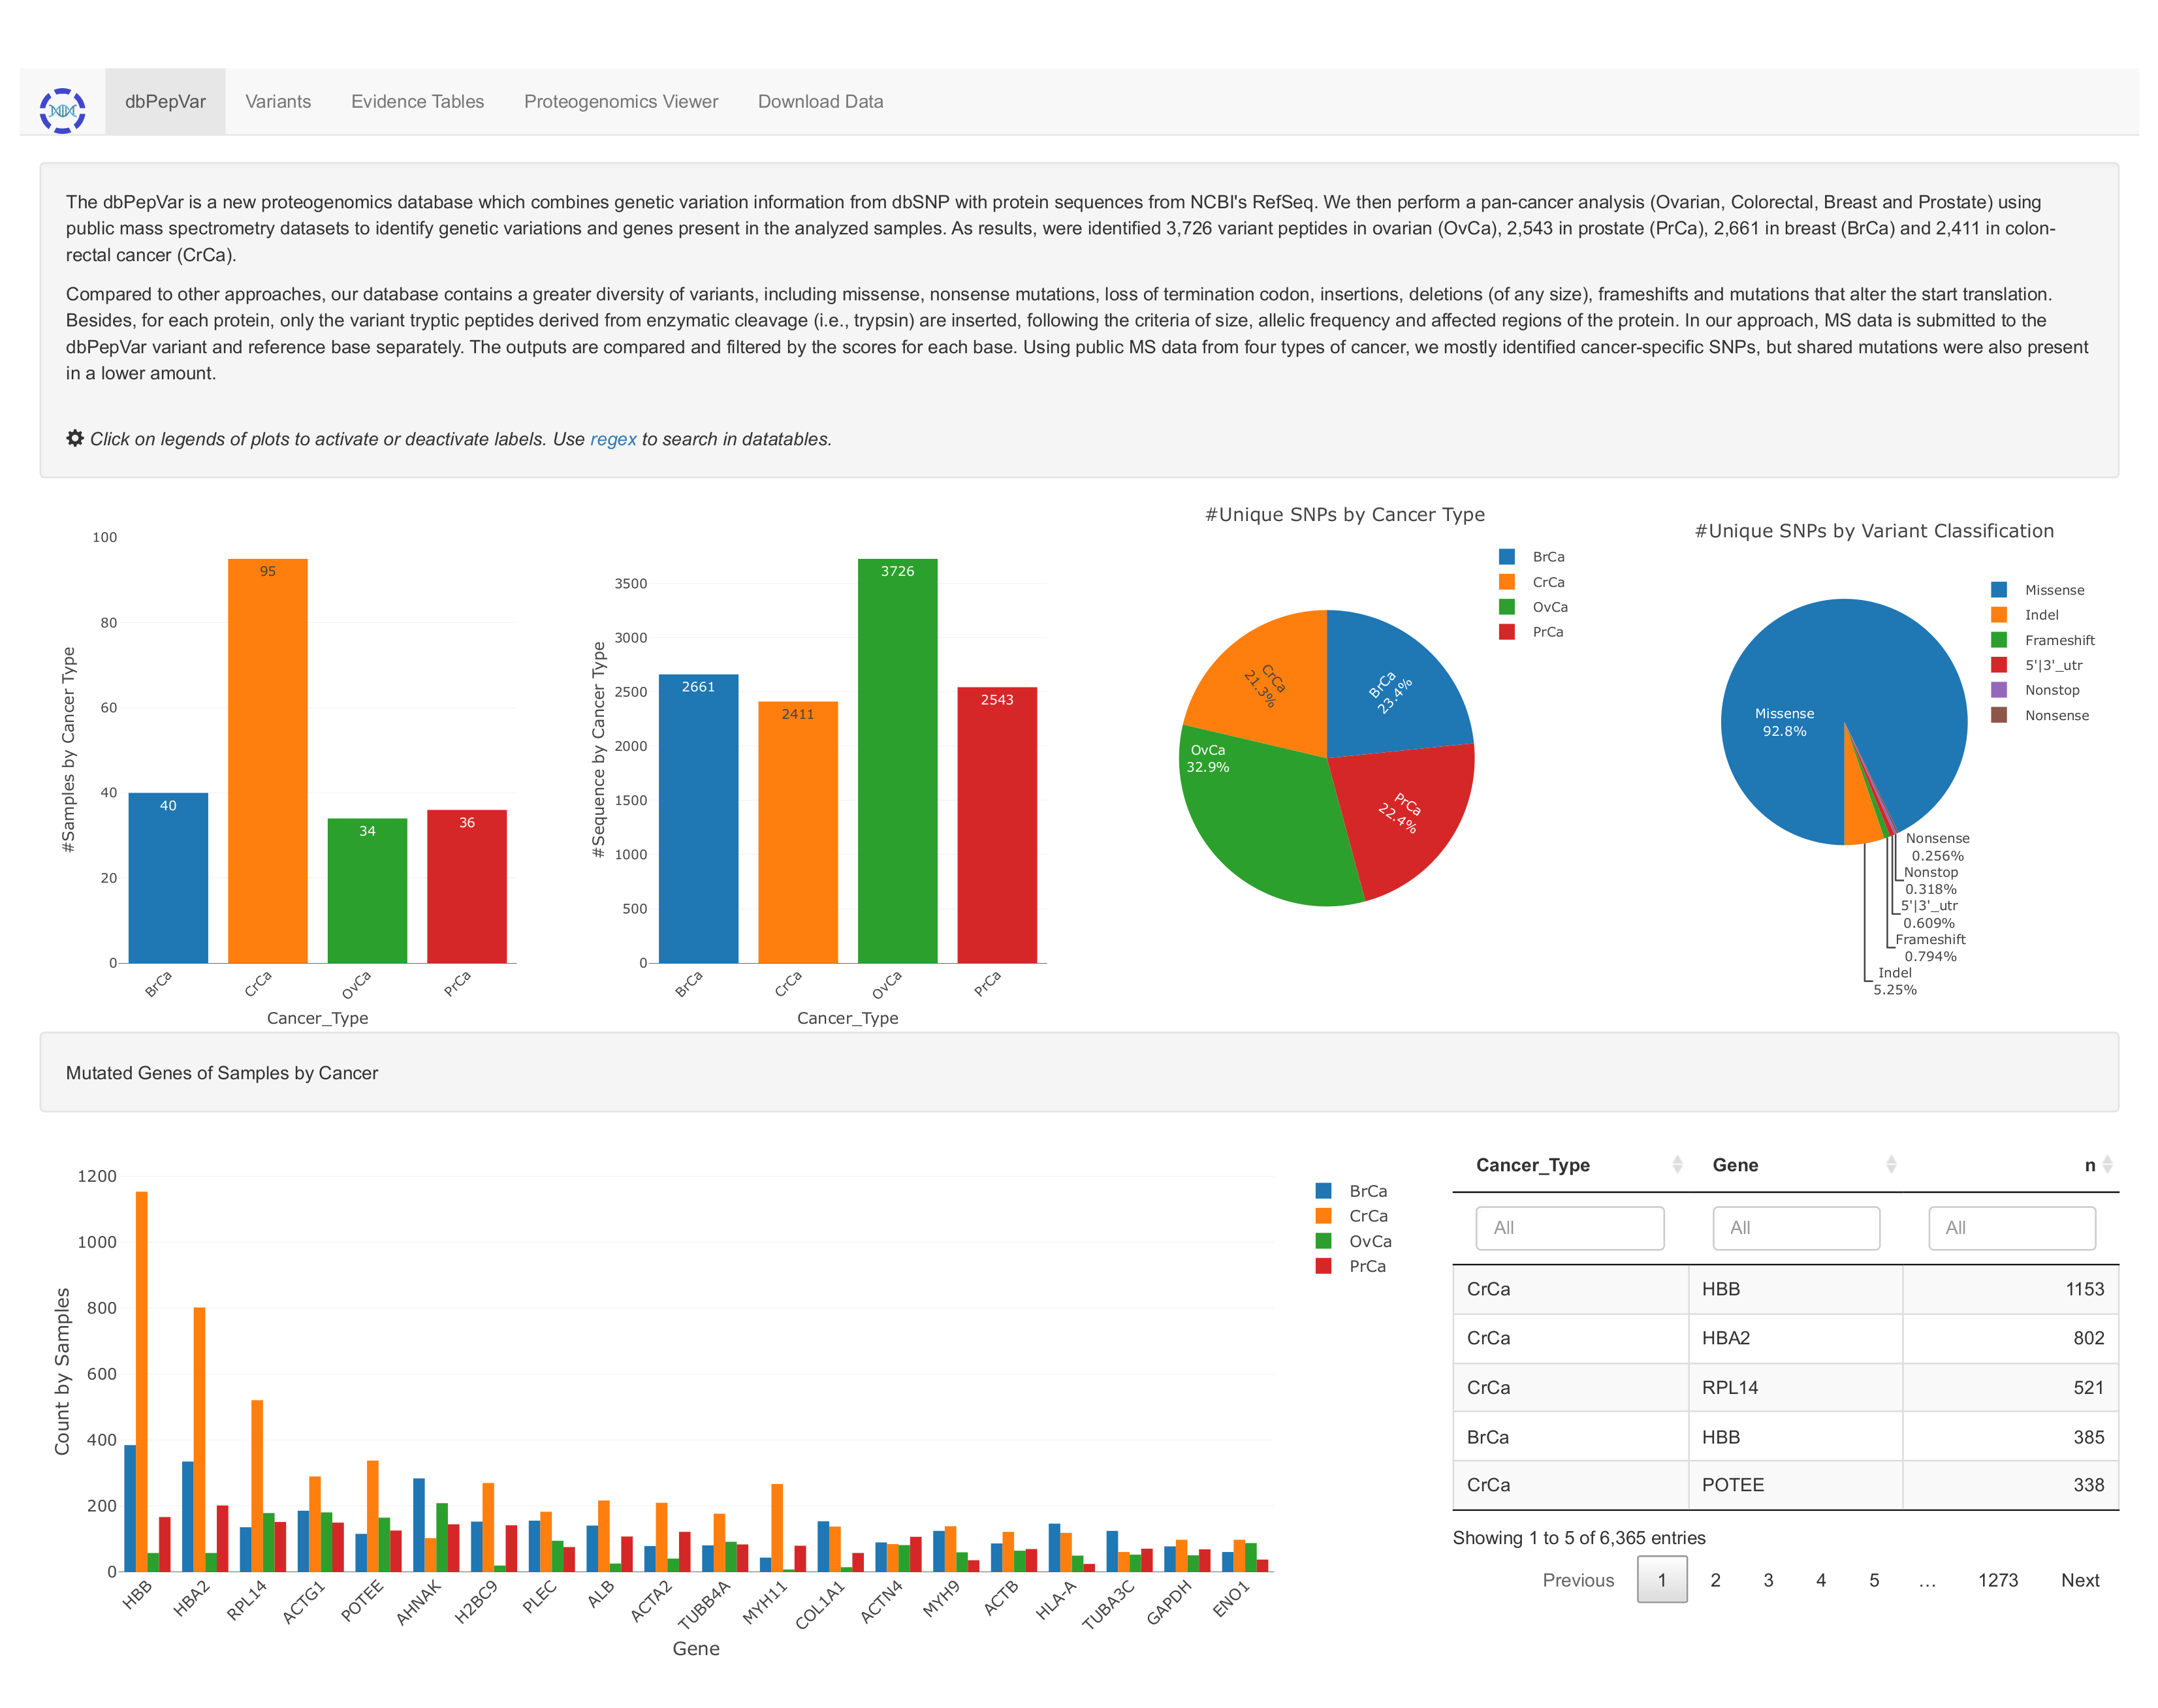 dbPepVar Variants Evidence Tables Proteogenomics Viewer Download Data
The dbPepVar is a new proteogenomics database which combines genetic variation information from dbSNP with protein sequences from NCBI's RefSeq. We then perform a pan-cancer analysis (Ovarian, Colorectal, Breast and Prostate) using
public mass spectrometry datasets to identify genetic variations and genes present in the analyzed samples. As results, were identified 3,726 variant peptides in ovarian (OvCa), 2,543 in prostate (PrCa), 2,661 in breast (BrCa) and 2,411 in colon-
rectal cancer (CrCa).
Compared to other approaches, our database contains a greater diversity of variants, including missense, nonsense mutations, loss of termination codon, insertions, deletions (of any size), frameshifts and mutations that alter the start translation.
Besides, for each protein, only the variant tryptic peptides derived from enzymatic cleavage (i.e., trypsin) are inserted, following the criteria of size, allelic frequency and affected regions of the protein. In our approach, MS data is submitted to the
dbPepVar variant and reference base separately. The outputs are compared and filtered by the scores for each base. Using public MS data from four types of cancer, we mostly identified cancer-specific SNPs, but shared mutations were also present
in a lower amount.
Click on legends of plots to activate or deactivate labels. Use regex to search in datatables.
#Samples by Cancer Type
100
80
60
40
20
0
40
95
34
36
BrCa CrCa OvCa PrCa
Cancer_Type
#Sequence by Cancer Type
3500
3000
2500
2000
1500
1000
500
0
2661
2411
3726
2543
BrCa CrCa OvCa PrCa
Cancer_Type
#Unique SNPs by Cancer Type
BrCa
CrCa
OvCa
PrCa
CrCa
21.3%
BrCa
23.4%
OvCa
32.9%
PrCa
22.4%
#Unique SNPs by Variant Classification
Missense
Indel
Frameshift
5'|3'_utr
Nonstop
Nonsense
Missense
92.8%
Nonsense
0.256%
Nonstop
0.318%
5'|3'_utr
0.609%
Frameshift
0.794%
Indel
5.25%
Mutated Genes of Samples by Cancer
Count by Samples
1200
1000
800
600
400
200
0
HBB HBA2 RPL14 ACTG1 POTEE AHNAK H2BC9 PLEC ALB ACTA2 TUBB4A MYH11 COL1A1 ACTN4 MYH9 ACTB HLA-A TUBA3C GAPDH ENO1
Gene
BrCa
CrCa
OvCa
PrCa
Cancer_Type Gene n
All All All
CrCa HBB 1153
CrCa HBA2 802
CrCa RPL14 521
BrCa HBB 385
CrCa POTEE 338
Showing 1 to 5 of 6,365 entries
Previous 1 2 3 4 5 … 1273 Next